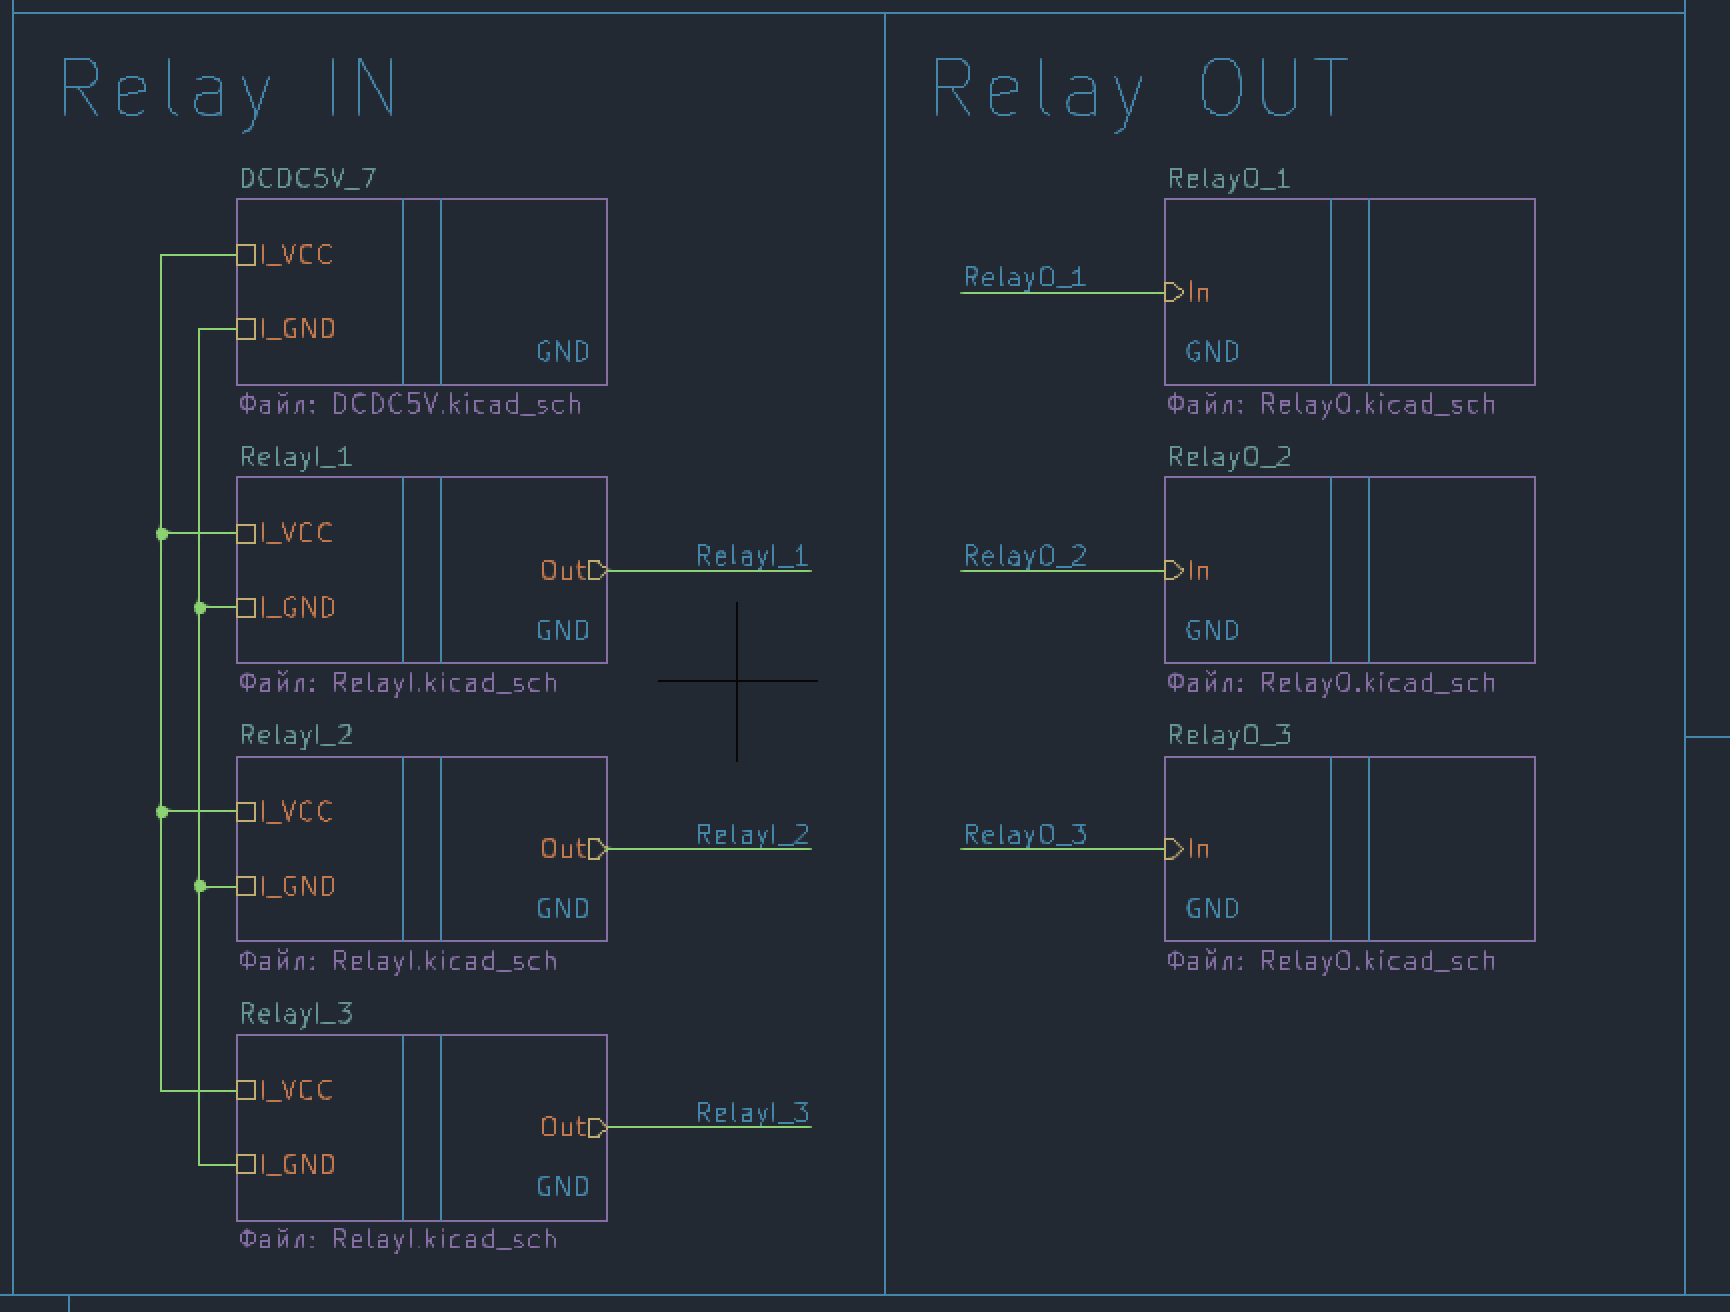 Relay IN
DCDC5V_7
I_VCC
I_GND
GND
Файл: DCDC5V.kicad_sch
RelayI_1
I_VCC
Out
RelayI_1
I_GND
GND
Файл: RelayI.kicad_sch
RelayI_2
I_VCC
Out
RelayI_2
I_GND
GND
Файл: RelayI.kicad_sch
RelayI_3
I_VCC
Out
RelayI_3
I_GND
GND
Файл: RelayI.kicad_sch
Relay OUT
RelayO_1
RelayO_1
In
GND
Файл: RelayO.kicad_sch
RelayO_2
RelayO_2
In
GND
Файл: RelayO.kicad_sch
RelayO_3
RelayO_3
In
GND
Файл: RelayO.kicad_sch